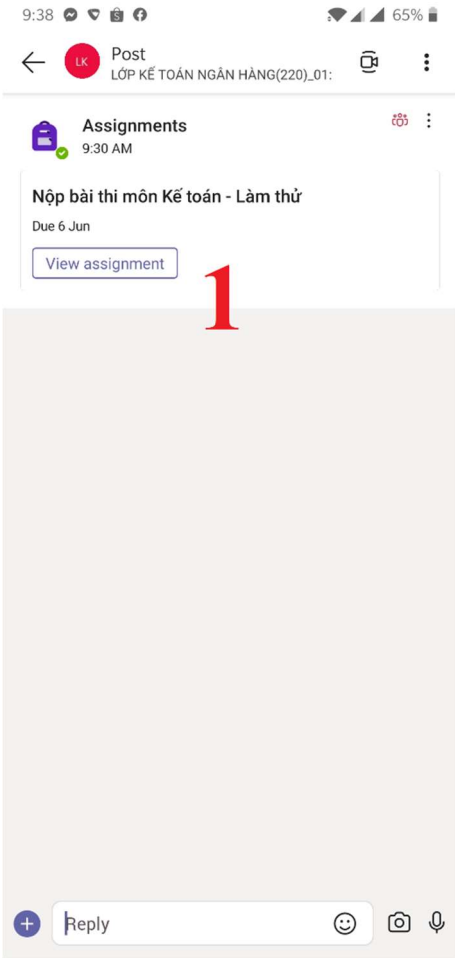 9:38
65%
LK
Post
LỚP KẾ TOÁN NGÂN HÀNG(220)_01:
Assignments
9:30 AM
Nộp bài thi môn Kế toán - Làm thử
Due 6 Jun
View assignment
1
Reply